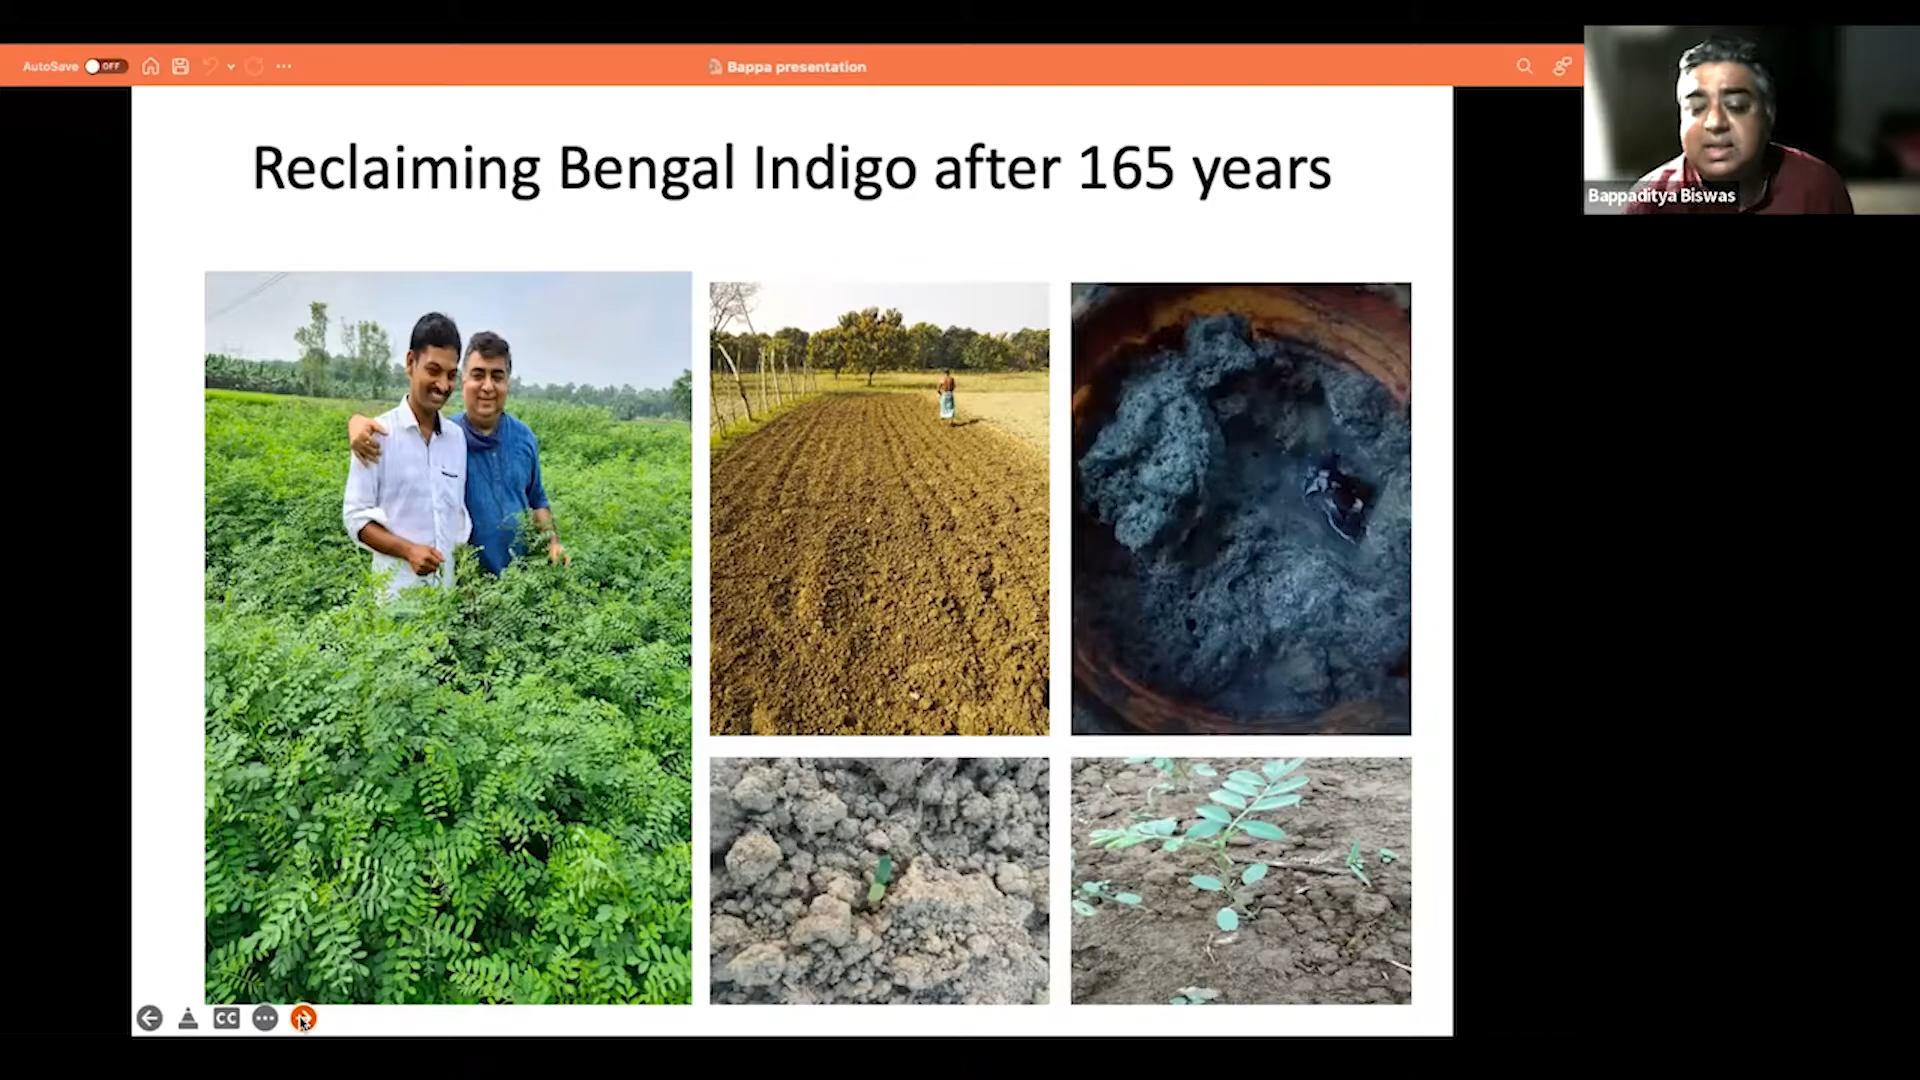 AutoSave OFF
Bappa presentation
Bappaditya Biswas
Reclaiming Bengal Indigo after 165 years
CC